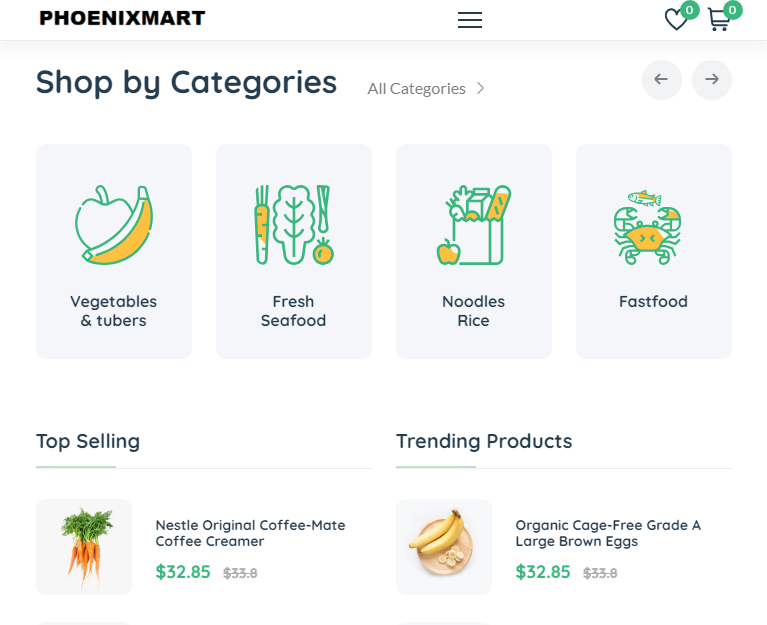 PHOENIXMART
0
0
Shop by Categories
All Categories
Vegetables
& tubers
Fresh
Seafood
Noodles
Rice
Fastfood
Top Selling
Nestle Original Coffee-Mate
Coffee Creamer
$32.85 $33.8
Trending Products
Organic Cage-Free Grade A
Large Brown Eggs
$32.85 $33.8